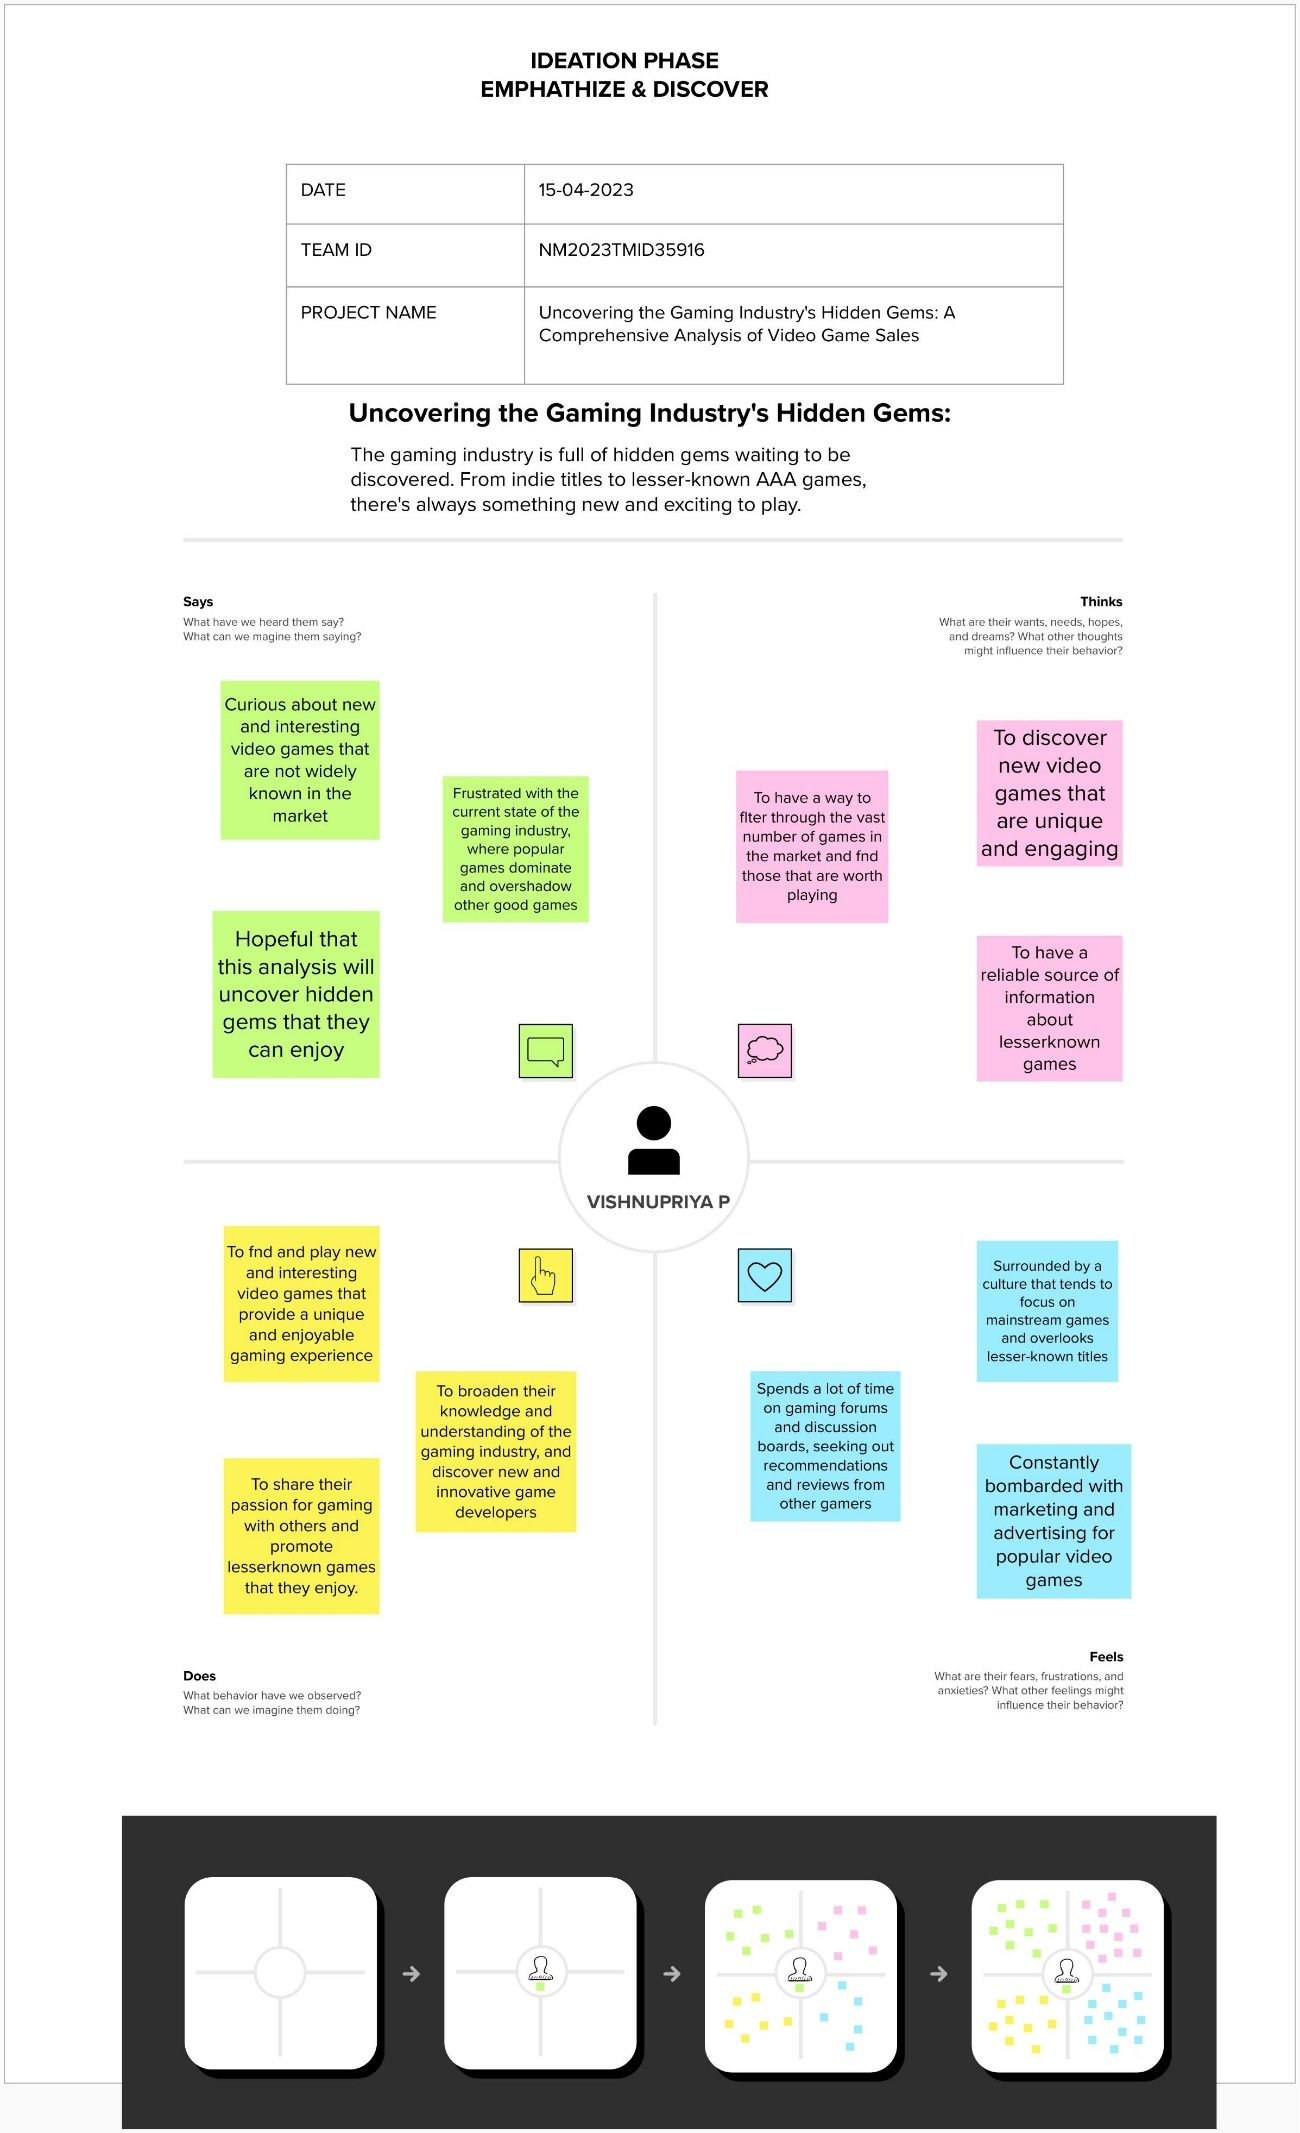 IDEATION PHASE
EMPHATHIZE & DISCOVER
DATE
15-04-2023
TEAM ID
NM2023TMID35916
PROJECT NAME
Uncovering the Gaming Industry's Hidden Gems: A
Comprehensive Analysis of Video Game Sales
Uncovering the Gaming Industry's Hidden Gems:
The gaming industry is full of hidden gems waiting to be
discovered. From indie titles to lesser-known AAA games,
there's always something new and exciting to play.
Says
What have we heard them say?
What can we magine them saying?
Curious about new
and interesting
video games that
are not widely
known in the
market
Frustrated with the
current state of the
gaming industry,
where popular
games dominate
and overshadow
other good games
Hopeful that
this analysis will
uncover hidden
gems that they
can enjoy
Thinks
What are their wants, needs, hopes,
and dreams? What other thoughts
might influence their behavior?
To have a way to
flter through the vast
number of games in
the market and fnd
those that are worth
playing
To discover
new video
games that
are unique
and engaging
To have a
reliable source of
information
about
lesserknown
games
VISHNUPRIYA P
To fnd and play new
and interesting
video games that
provide a unique
and enjoyable
gaming experience
To broaden their
knowledge and
understanding of the
gaming industry, and
discover new and
innovative game
developers
To share their
passion for gaming
with others and
promote
lesserknown games
that they enjoy.
Does
What behavior have we observed?
What can we imagine them doing?
Surrounded by a
culture that tends to
focus on
mainstream games
and overlooks
lesser-known titles
Spends a lot of time
on gaming forums
and discussion
boards, seeking out
recommendations
and reviews from
other gamers
Constantly
bombarded with
marketing and
advertising for
popular video
games
Feels
What are their fears, frustrations, and
anxieties? What other feelings might
influence their behavior?